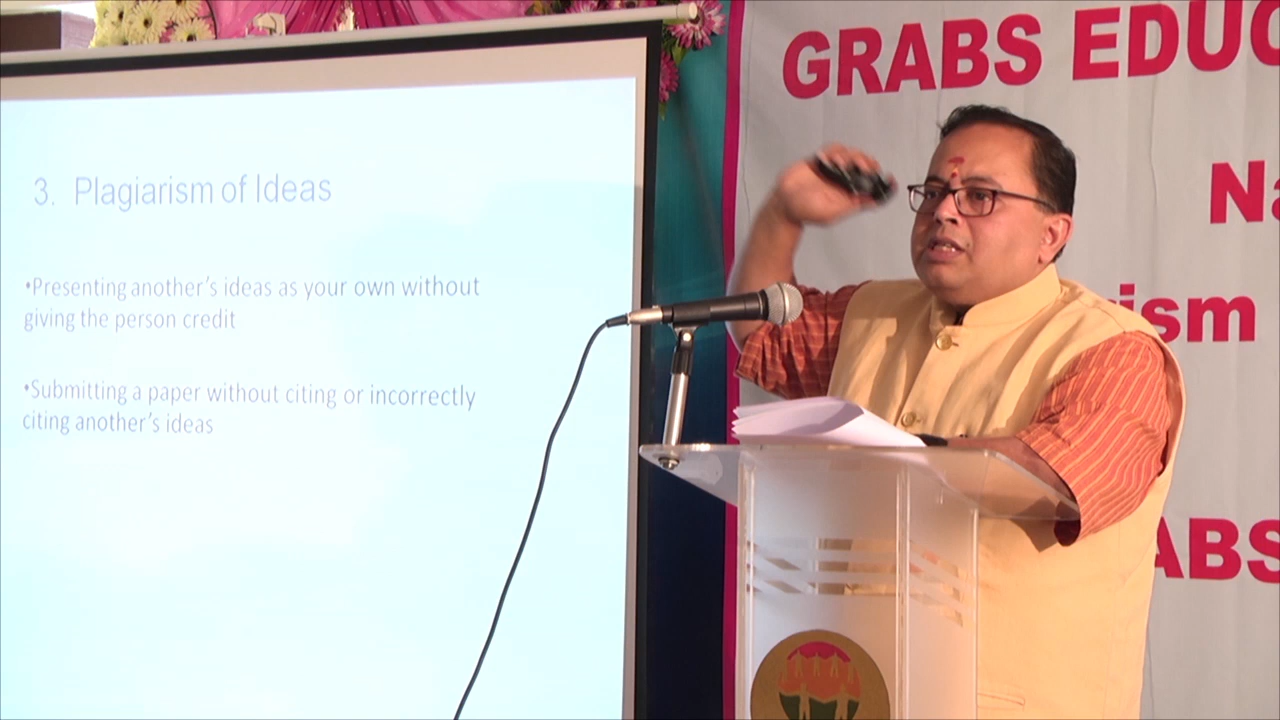 3. Plagiarism of Ideas
•Presenting another's ideas as your own without
giving the person credit
•Submitting a paper without citing or incorrectly
citing another's ideas
GRABS EDUC
Na
rism
ABS